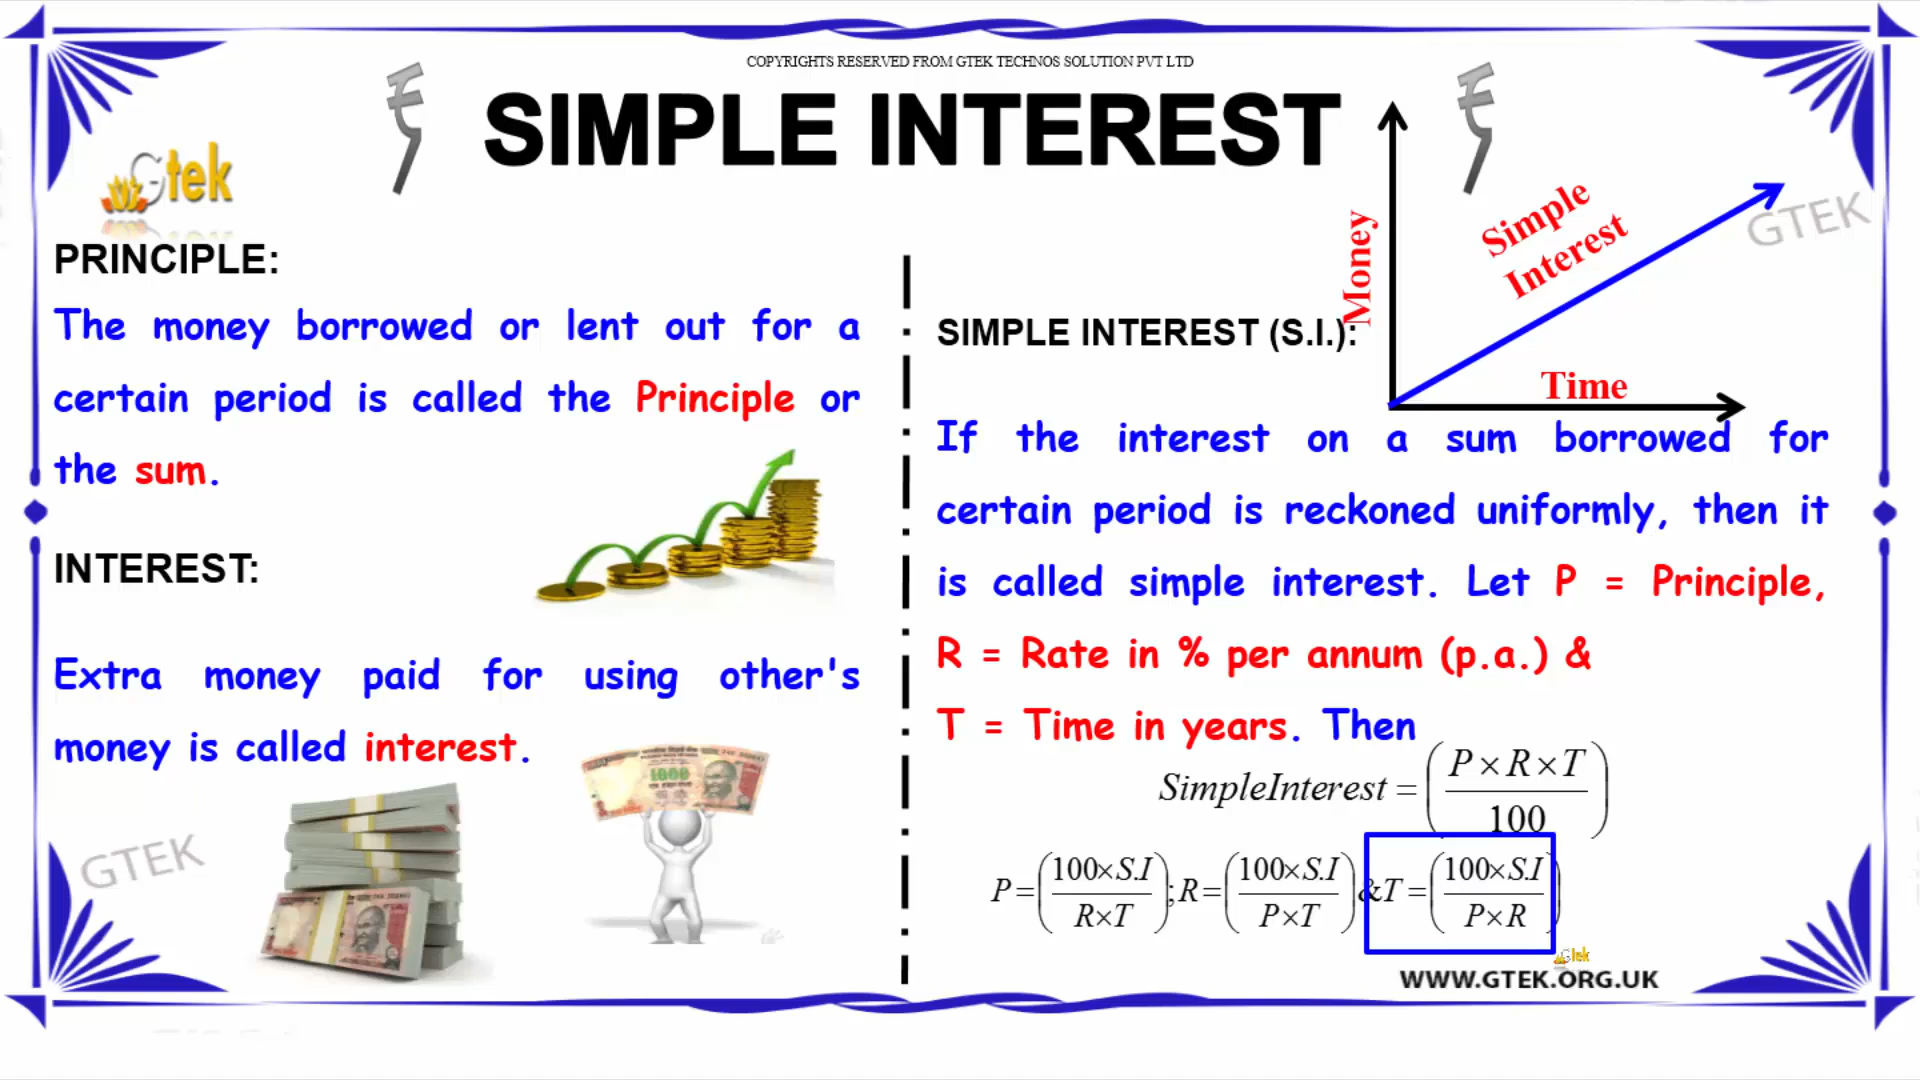 COPYRIGHTS RESERVED FROM GTEK TECHNOS SOLUTION PVT LTD
SIMPLE INTEREST
Gtek
PRINCIPLE:
The money borrowed or lent out for a
certain period is called the Principle or
the sum.
INTEREST:
Extra money paid for using other's
money is called interest.
1000
GTEK
Money
Simple
Interest
Time
GTEK
SIMPLE INTEREST (S.I.):
If the interest on a sum borrowed for
certain period is reckoned uniformly, then it
is called simple interest. Let P = Principle,
R = Rate in % per annum (p.a.) &
T = Time in years. Then
SimpleInterest = (P×R×T / 100)
P=(100×S.I / R×T);R=(100×S.I / P×T)&T=(100×S.I / P×R)
Gtek
WWW.GTEK.ORG.UK